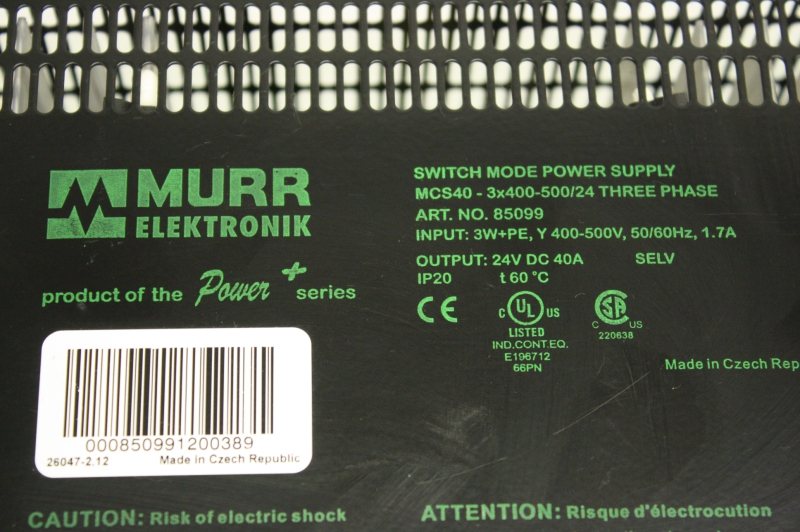 MURR
ELEKTRONIK
product of the Power+ series
SWITCH MODE POWER SUPPLY
MCS40 - 3x400-500/24 THREE PHASE
ART. NO. 85099
INPUT: 3W+PE, Y 400-500V, 50/60Hz, 1.7A
OUTPUT: 24V DC 40A SELV
IP20 t 60 °C
CE
C UL US
LISTED
IND.CONT.EQ.
E196712
66PN
SA
C US
220638
Made in Czech Rep
000850991200389
26047-2.12 Made in Czech Republic
CAUTION: Risk of electric shock
ATTENTION: Risque d'électrocution